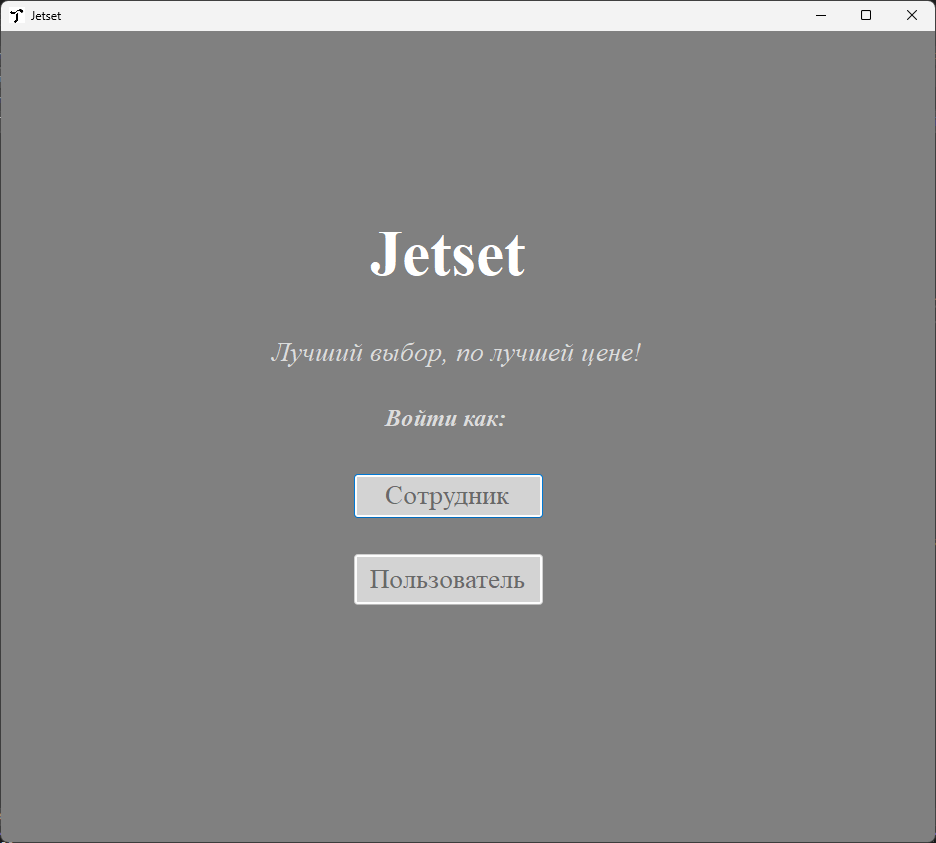 Jetset
Jetset
Лучший выбор, по лучшей цене!
Войти как:
Сотрудник
Пользователь